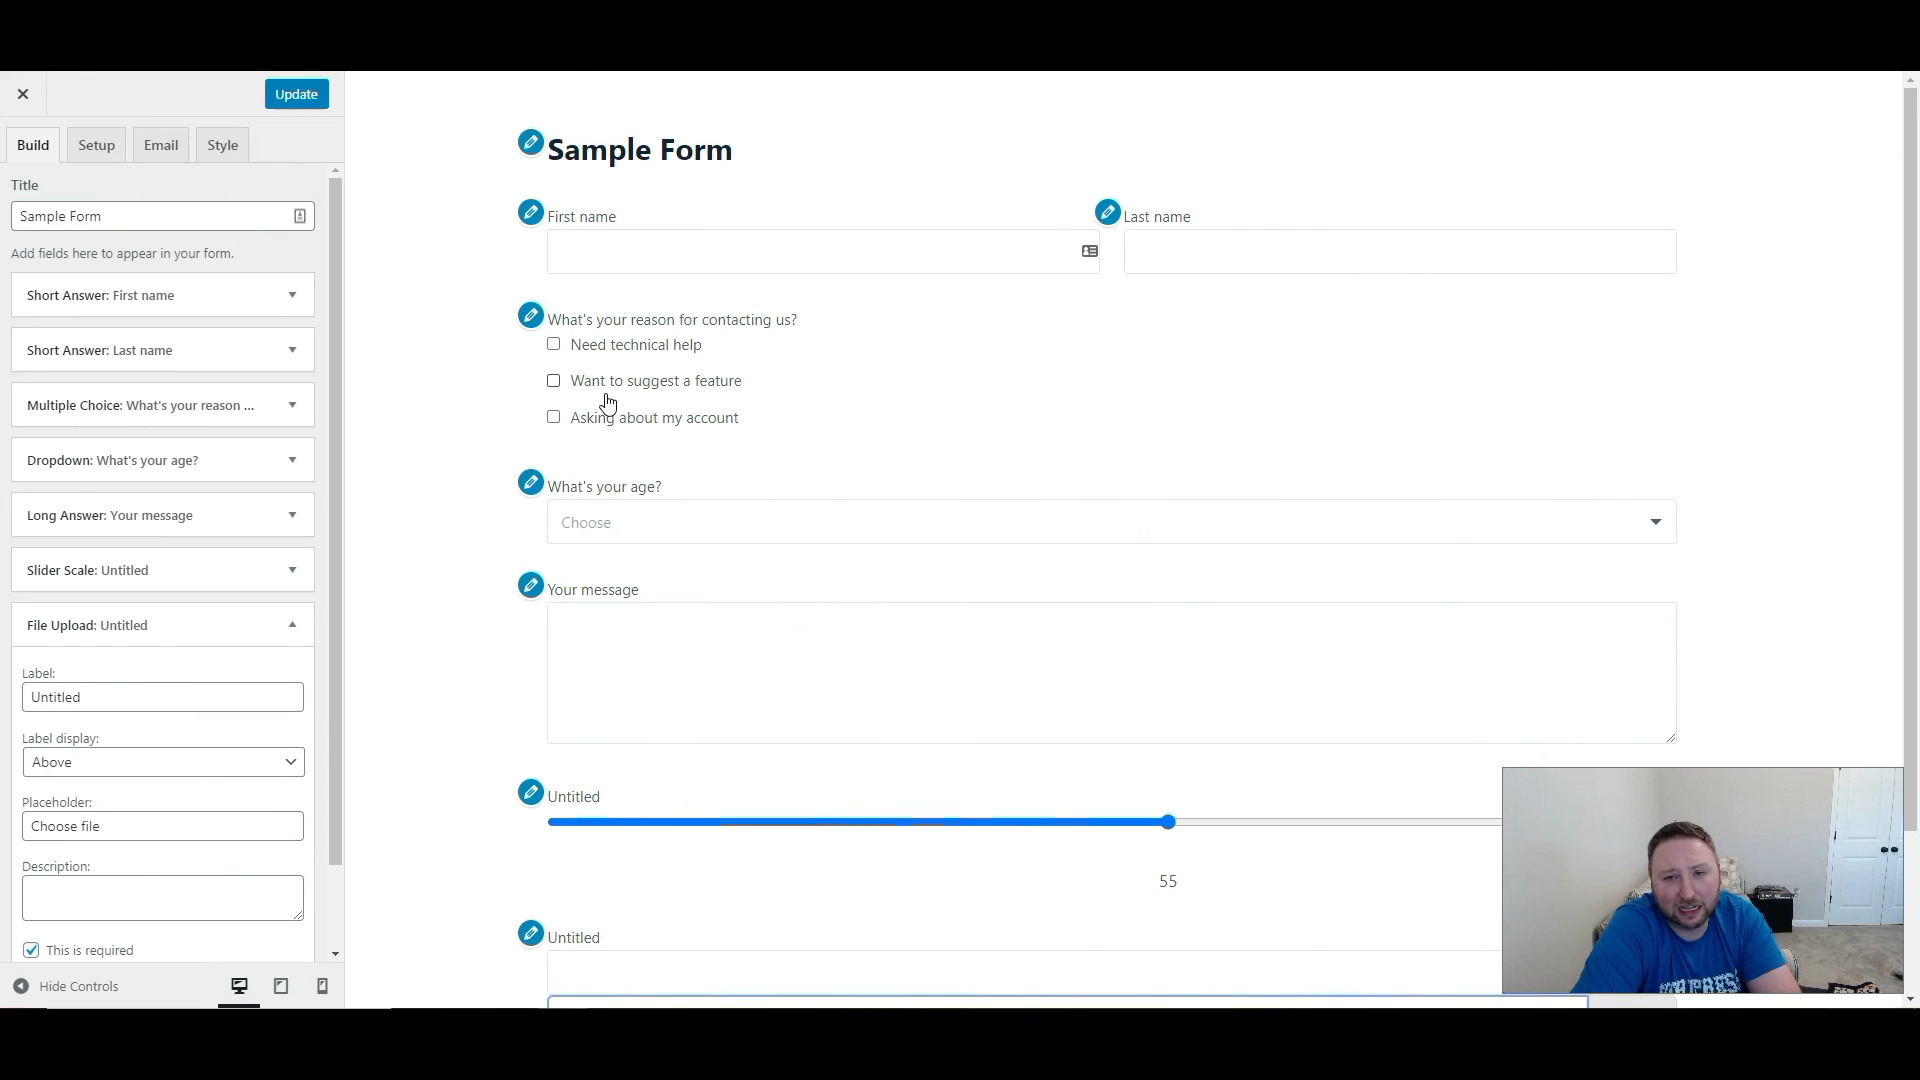 Update
Build Setup Email Style
Title
Sample Form
Add fields here to appear in your form.
Short Answer: First name
Short Answer: Last name
Multiple Choice: What's your reason ...
Dropdown: What's your age?
Long Answer: Your message
Slider Scale: Untitled
File Upload: Untitled
Label:
Untitled
Label display:
Above
Placeholder:
Choose file
Description:
This is required
Hide Controls
Sample Form
First name
Last name
What's your reason for contacting us?
Need technical help
Want to suggest a feature
Asking about my account
What's your age?
Choose
Your message
Untitled
55
Untitled